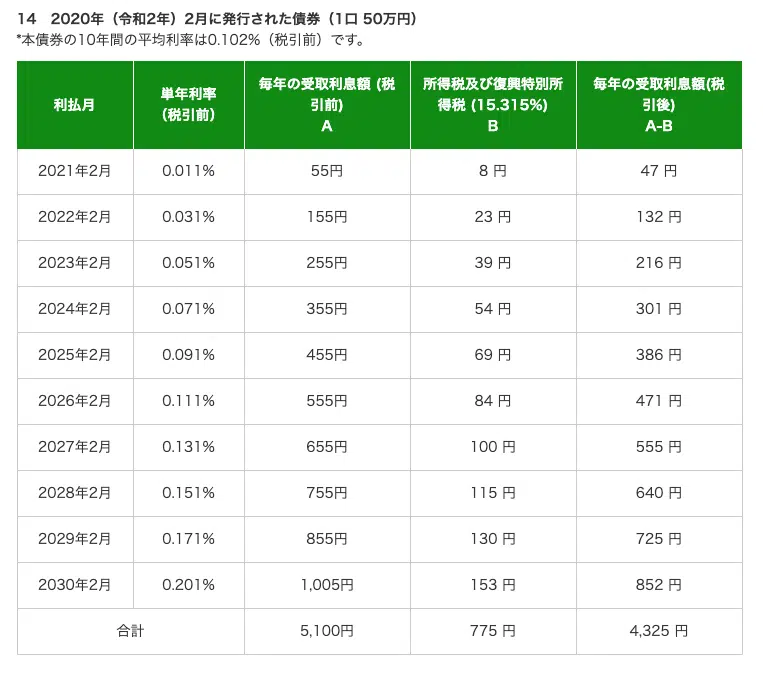 14　2020年（令和2年）2月に発行された債券（1口 50万円）
*本債券の10年間の平均利率は0.102%（税引前）です。
利払月 単年利率（税引前） 毎年の受取利息額 (税引前) A 所得税及び復興特別所得税 (15.315%) B 毎年の受取利息額(税引後) A-B
2021年2月 0.011% 55円 8 円 47 円
2022年2月 0.031% 155円 23 円 132 円
2023年2月 0.051% 255円 39 円 216 円
2024年2月 0.071% 355円 54 円 301 円
2025年2月 0.091% 455円 69 円 386 円
2026年2月 0.111% 555円 84 円 471 円
2027年2月 0.131% 655円 100 円 555 円
2028年2月 0.151% 755円 115 円 640 円
2029年2月 0.171% 855円 130 円 725 円
2030年2月 0.201% 1,005円 153 円 852 円
合計 5,100円 775 円 4,325 円